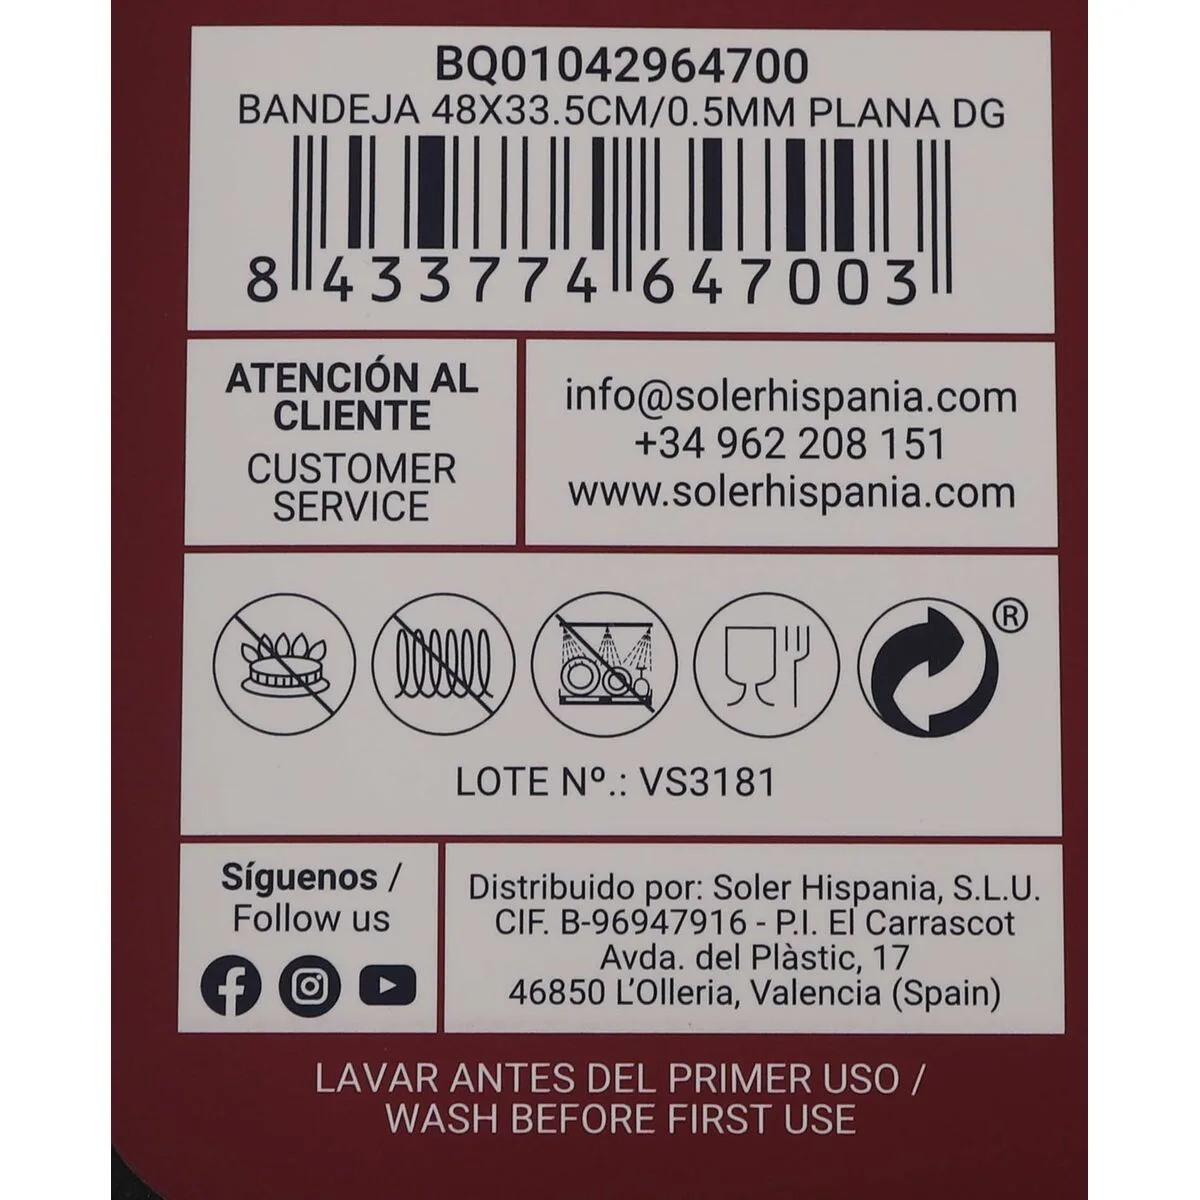 BQ01042964700
BANDEJA 48X33.5CM/0.5MM PLANA DG
8 433774 647003
ATENCIÓN AL
CLIENTE
CUSTOMER
SERVICE
info@solerhispania.com
+34 962 208 151
www.solerhispania.com
®
LOTE Nº.: VS3181
Síguenos /
Follow us
Distribuido por: Soler Hispania, S.L.U.
CIF. B-96947916 - P.I. El Carrascot
Avda. del Plàstic, 17
46850 L’Olleria, Valencia (Spain)
LAVAR ANTES DEL PRIMER USO /
WASH BEFORE FIRST USE